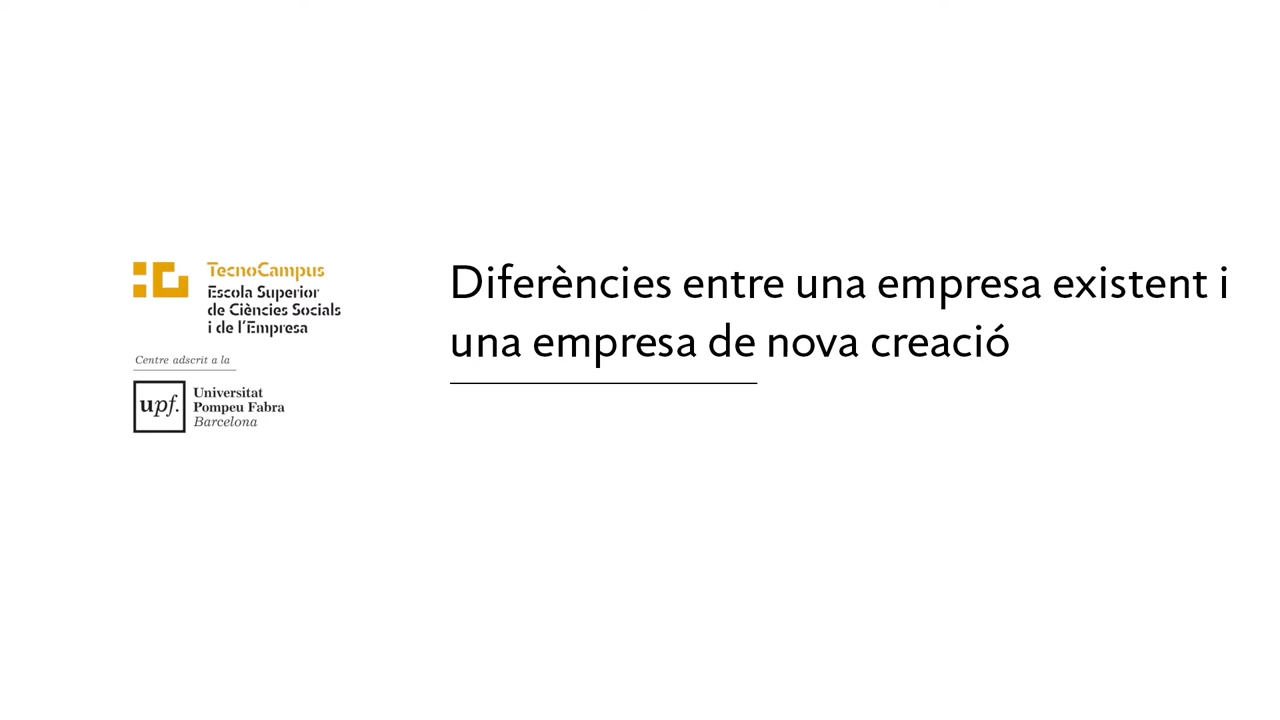 TecnoCampus
Escola Superior
de Ciències Socials
i de l'Empresa
Centre adscrit a la
upf.
Universitat
Pompeu Fabra
Barcelona
Diferències entre una empresa existent i
una empresa de nova creació